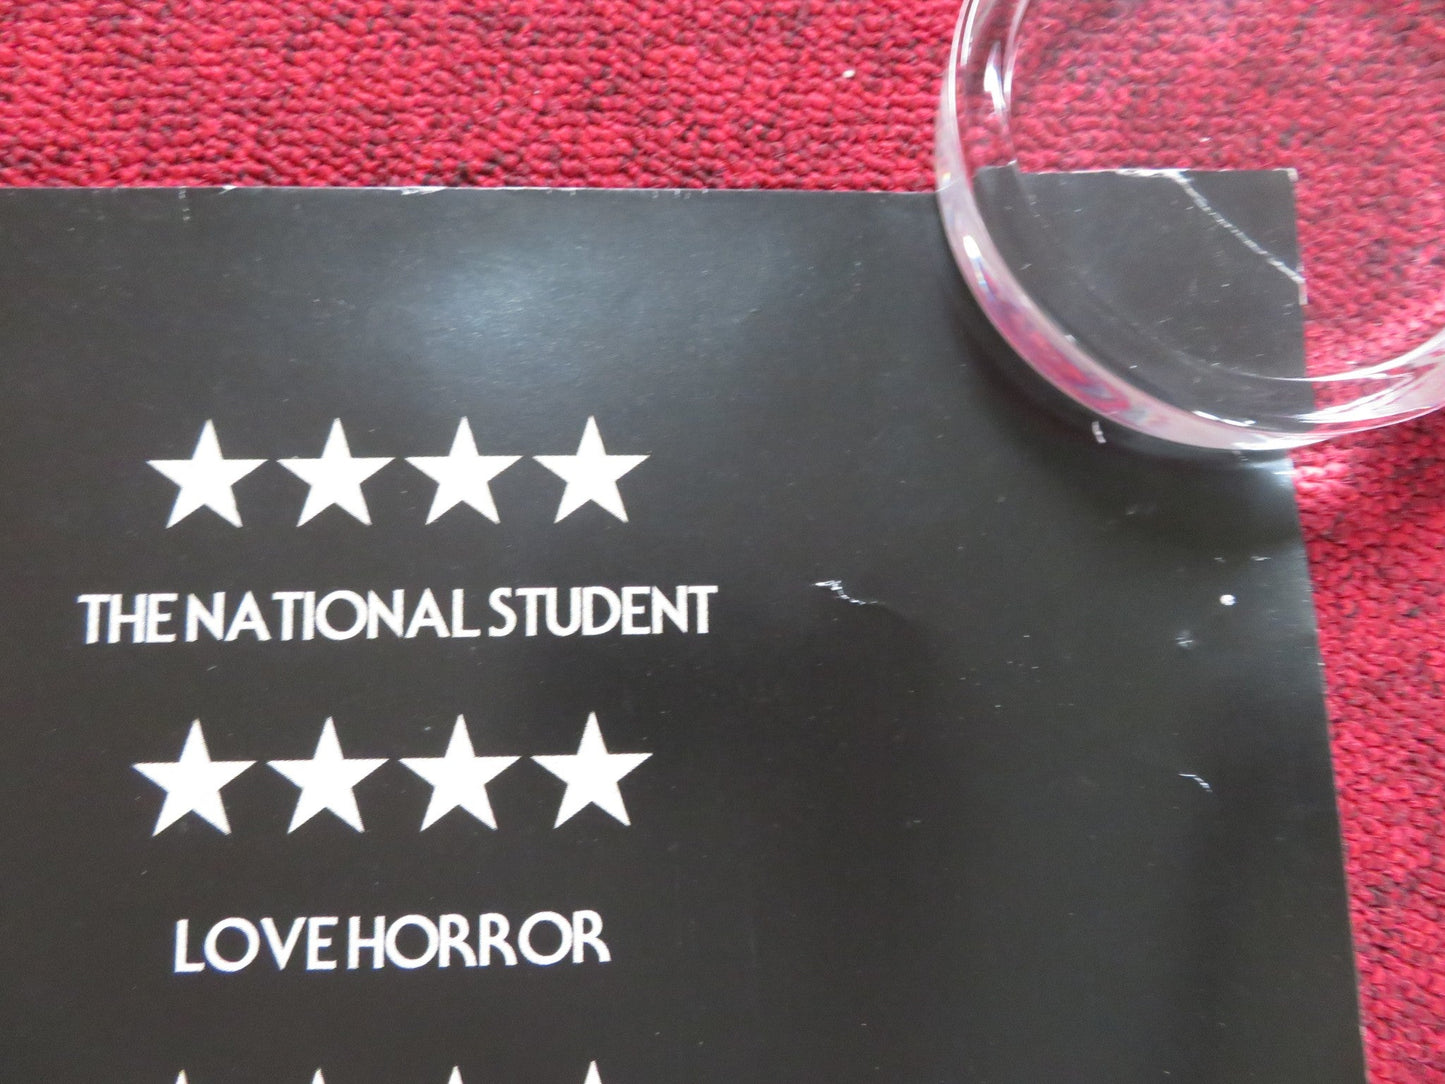 ★★★★
THE NATIONAL STUDENT
★★★★
LOVE HORROR